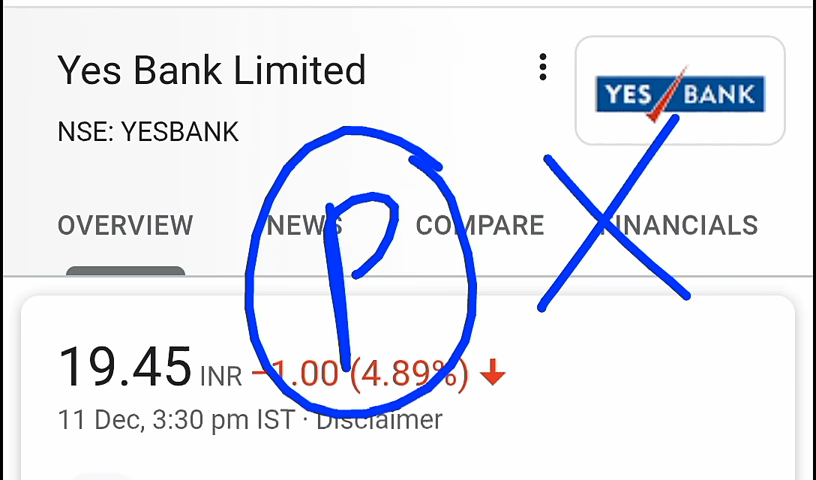 Yes Bank Limited
YES BANK
NSE: YESBANK
OVERVIEW NEWS COMPARE FINANCIALS
P X
19.45 INR −1.00 (4.89%) ↓
11 Dec, 3:30 pm IST · Disclaimer